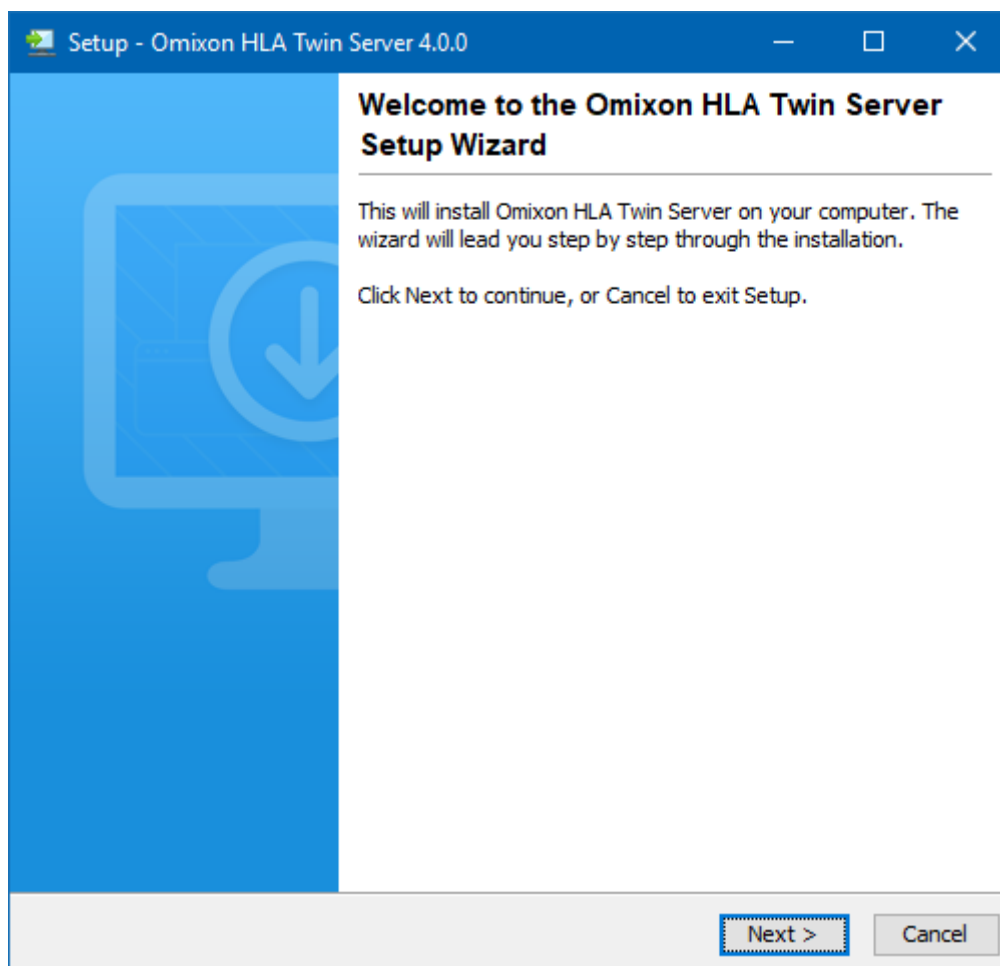 Setup - Omixon HLA Twin Server 4.0.0
Welcome to the Omixon HLA Twin Server
Setup Wizard
This will install Omixon HLA Twin Server on your computer. The
wizard will lead you step by step through the installation.
Click Next to continue, or Cancel to exit Setup.
Next >
Cancel